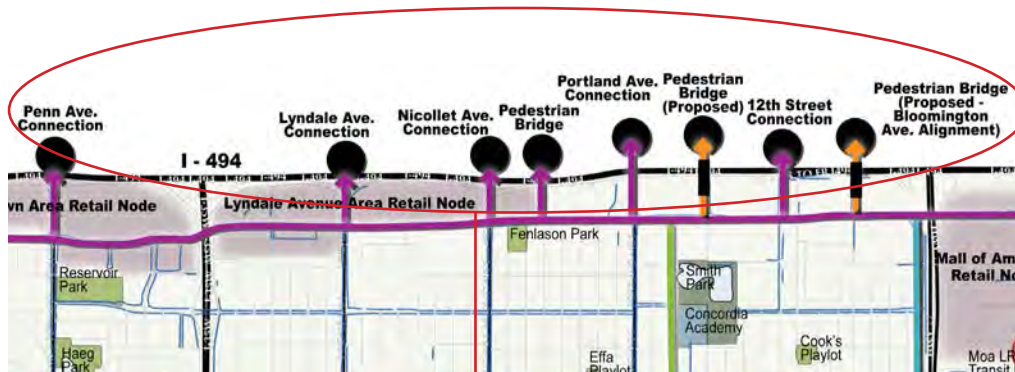 Penn Ave.
Connection
I - 494
Lyndale Ave.
Connection
Nicollet Ave.
Connection
Pedestrian
Bridge
Portland Ave.
Connection
Pedestrian
Bridge
(Proposed)
12th Street
Connection
Pedestrian Bridge
(Proposed -
Bloomington
Ave. Alignment)
wn Area Retail Node
Lyndale Avenue Area Retail Node
Fenlason Park
Reservoir
Park
Smith
Park
Concordia
Academy
Mall of Am
Retail No
Haeg
Park
Effa
Playlot
Cook's
Playlot
Moa LR
Transit